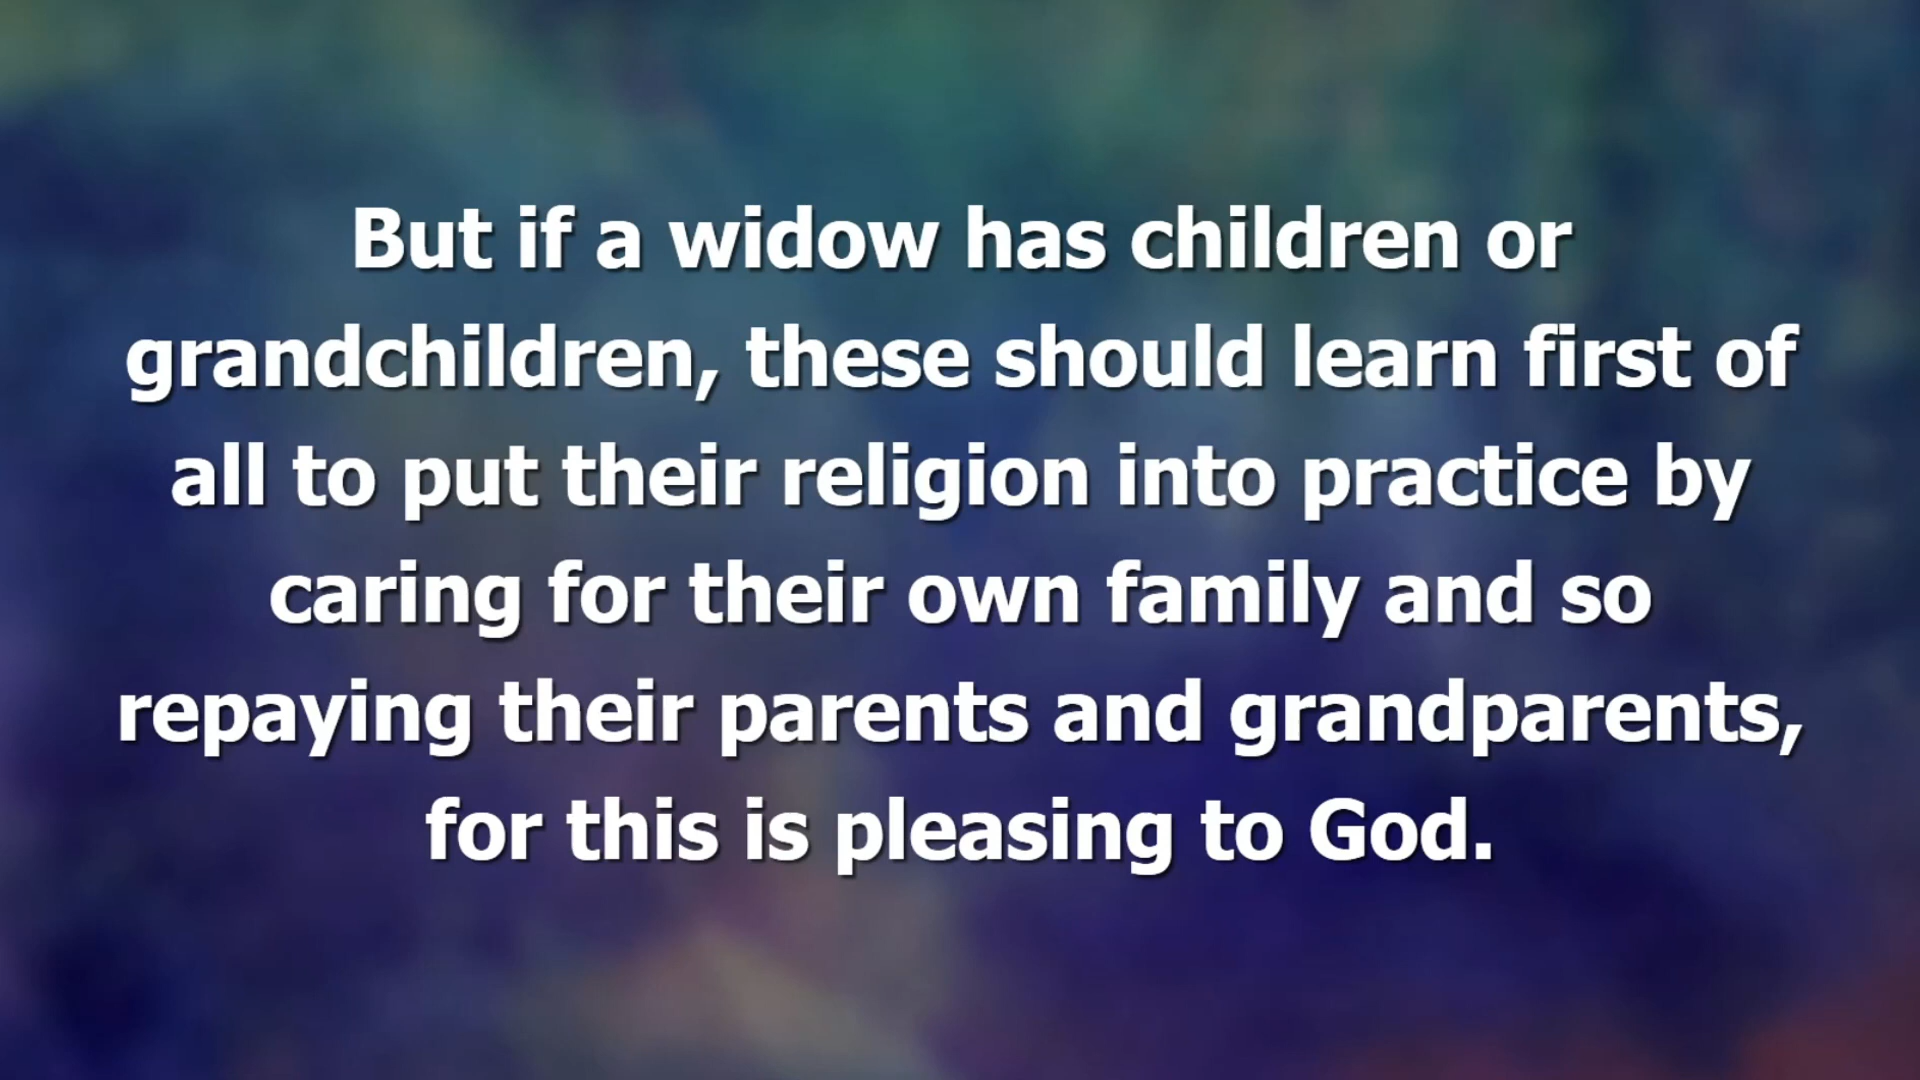 But if a widow has children or
grandchildren, these should learn first of
all to put their religion into practice by
caring for their own family and so
repaying their parents and grandparents,
for this is pleasing to God.